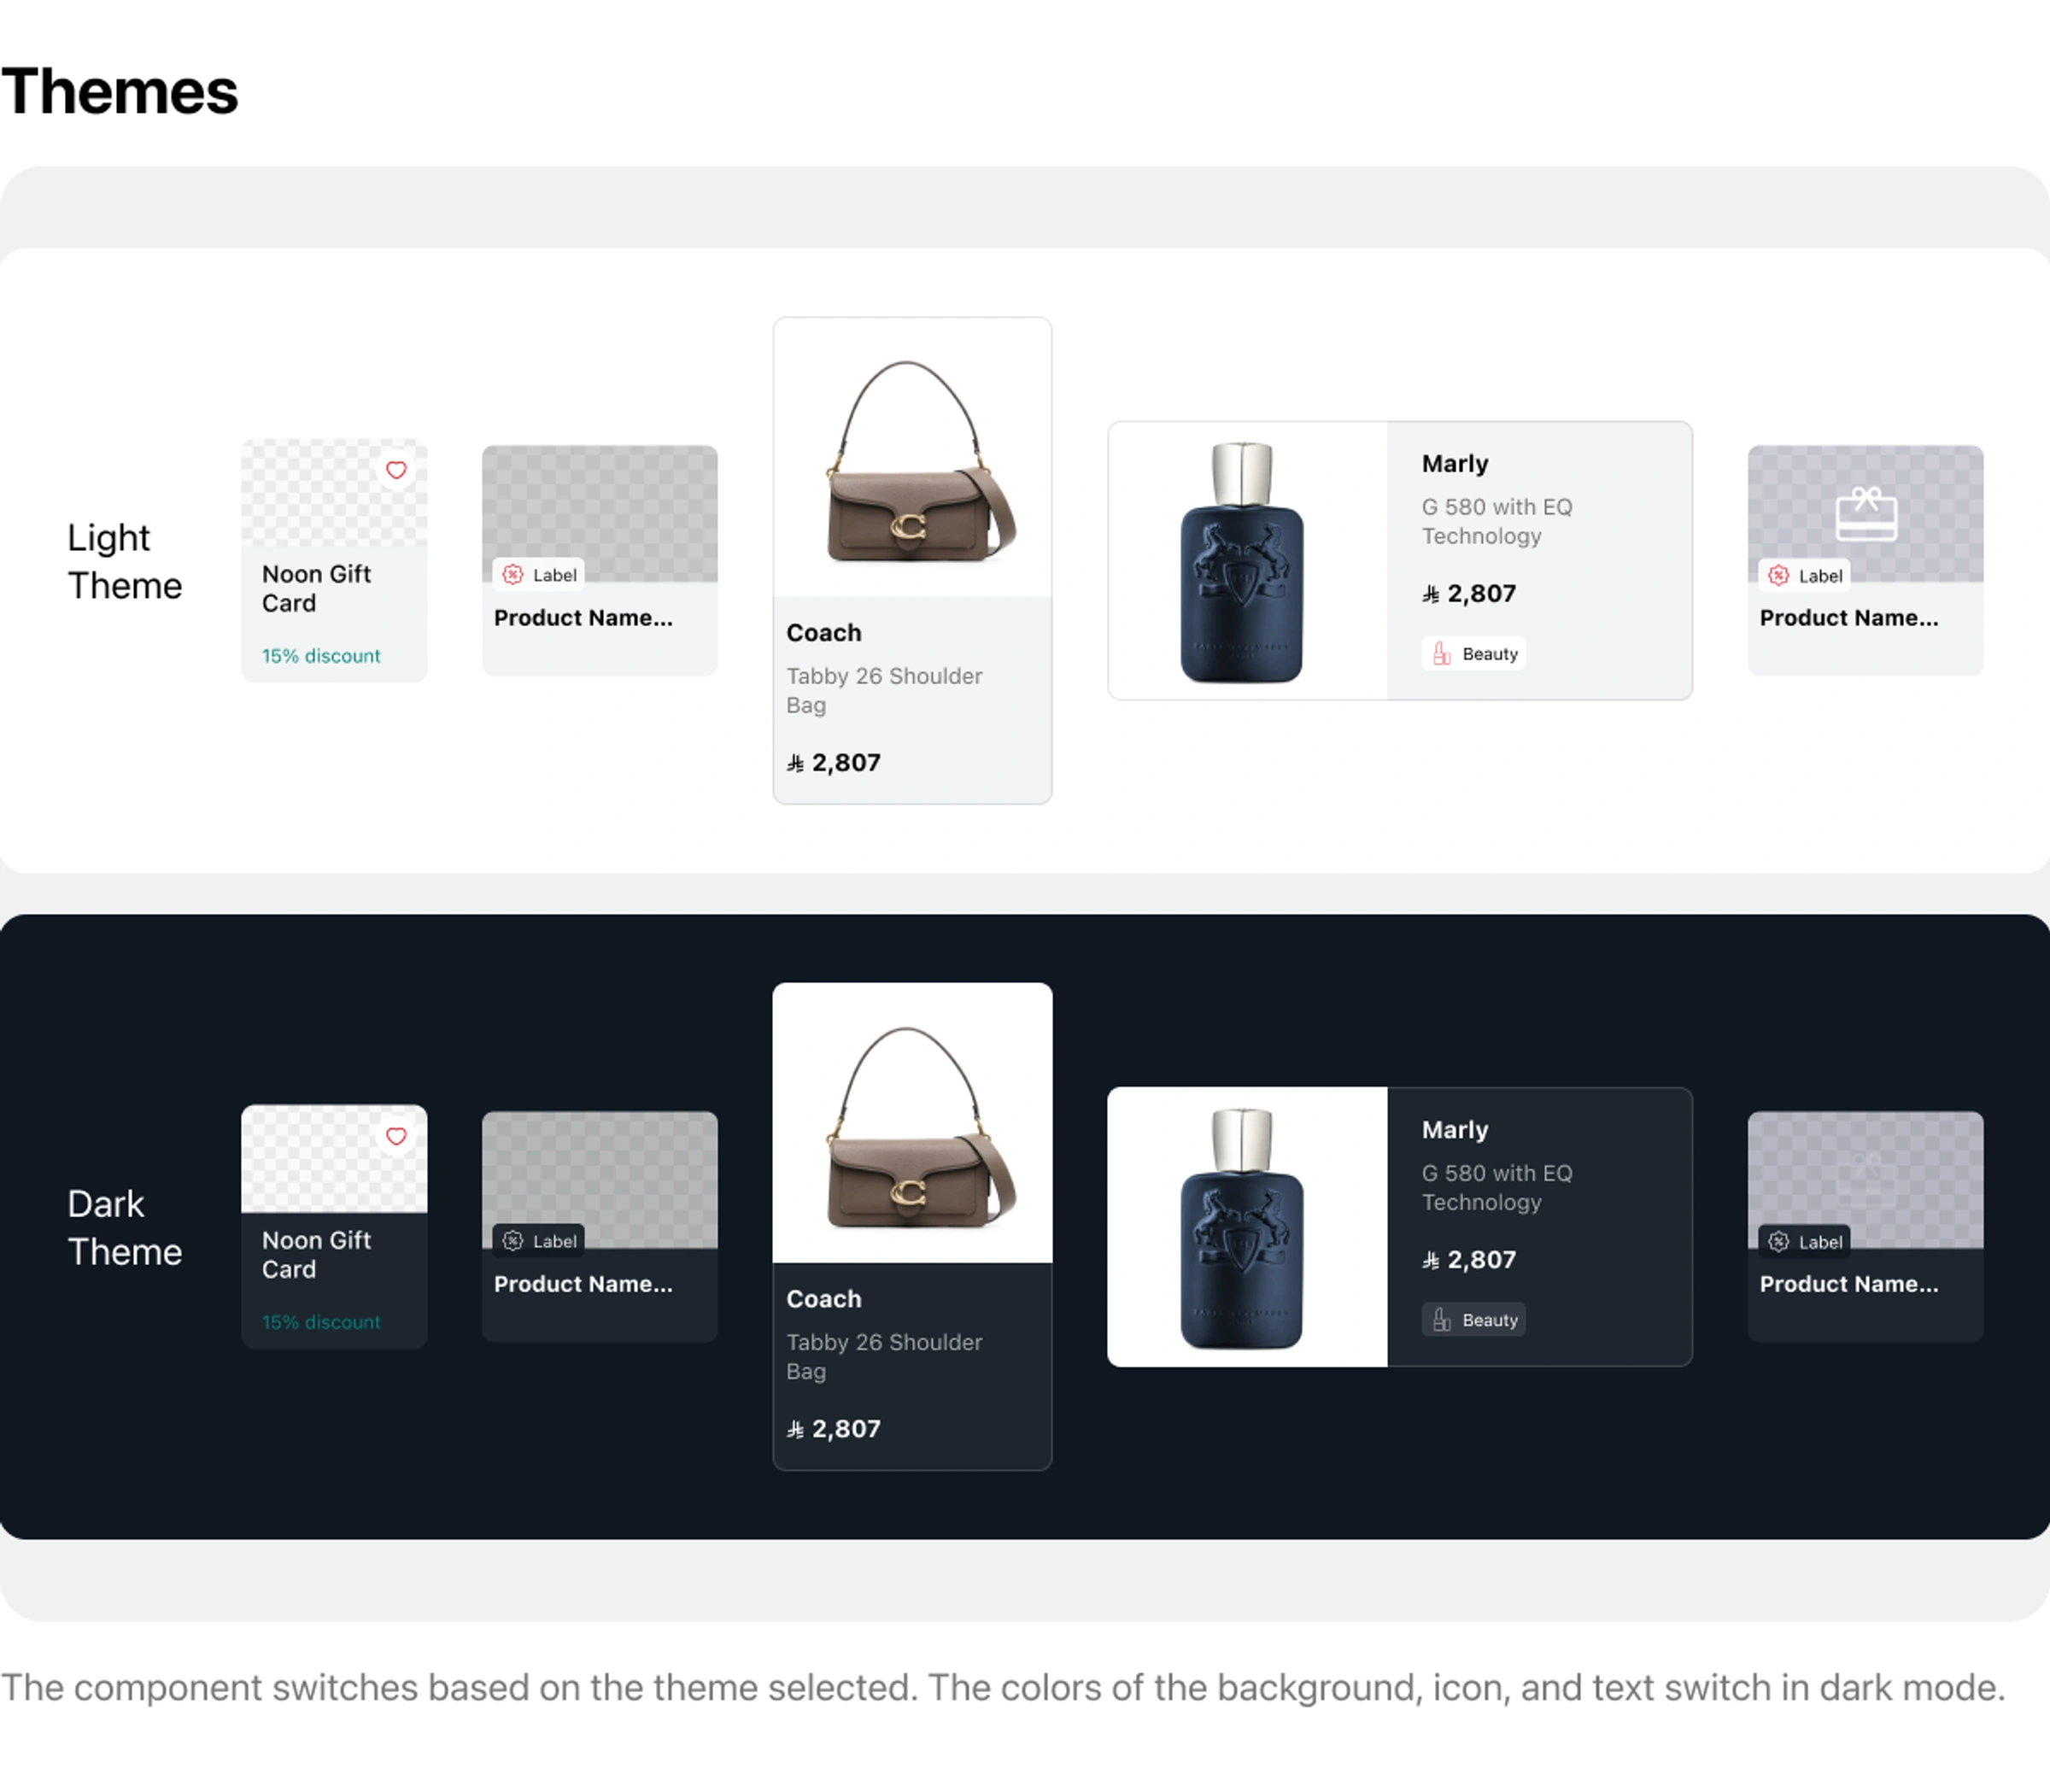 Themes
Light
Theme
Noon Gift
Card
15% discount
Label
Product Name...
Coach
Tabby 26 Shoulder
Bag
2,807
Marly
G 580 with EQ
Technology
2,807
Beauty
Label
Product Name...
Dark
Theme
Noon Gift
Card
15% discount
Label
Product Name...
Coach
Tabby 26 Shoulder
Bag
2,807
Marly
G 580 with EQ
Technology
2,807
Beauty
Label
Product Name...
The component switches based on the theme selected. The colors of the background, icon, and text switch in dark mode.